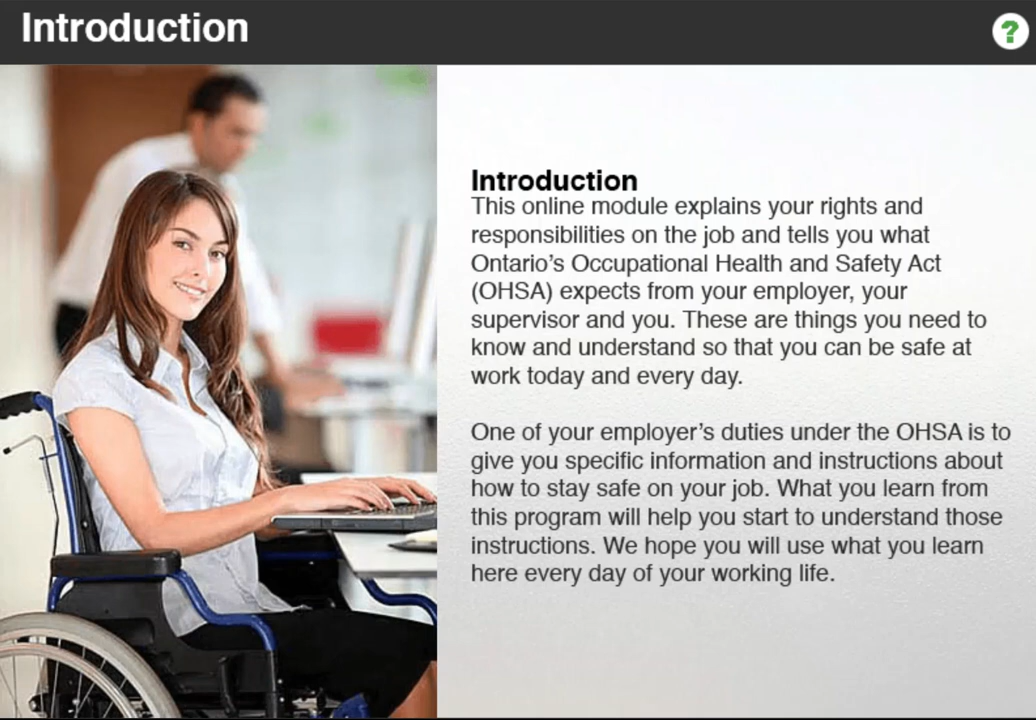 Introduction
?
Introduction
This online module explains your rights and
responsibilities on the job and tells you what
Ontario’s Occupational Health and Safety Act
(OHSA) expects from your employer, your
supervisor and you. These are things you need to
know and understand so that you can be safe at
work today and every day.
One of your employer’s duties under the OHSA is to
give you specific information and instructions about
how to stay safe on your job. What you learn from
this program will help you start to understand those
instructions. We hope you will use what you learn
here every day of your working life.